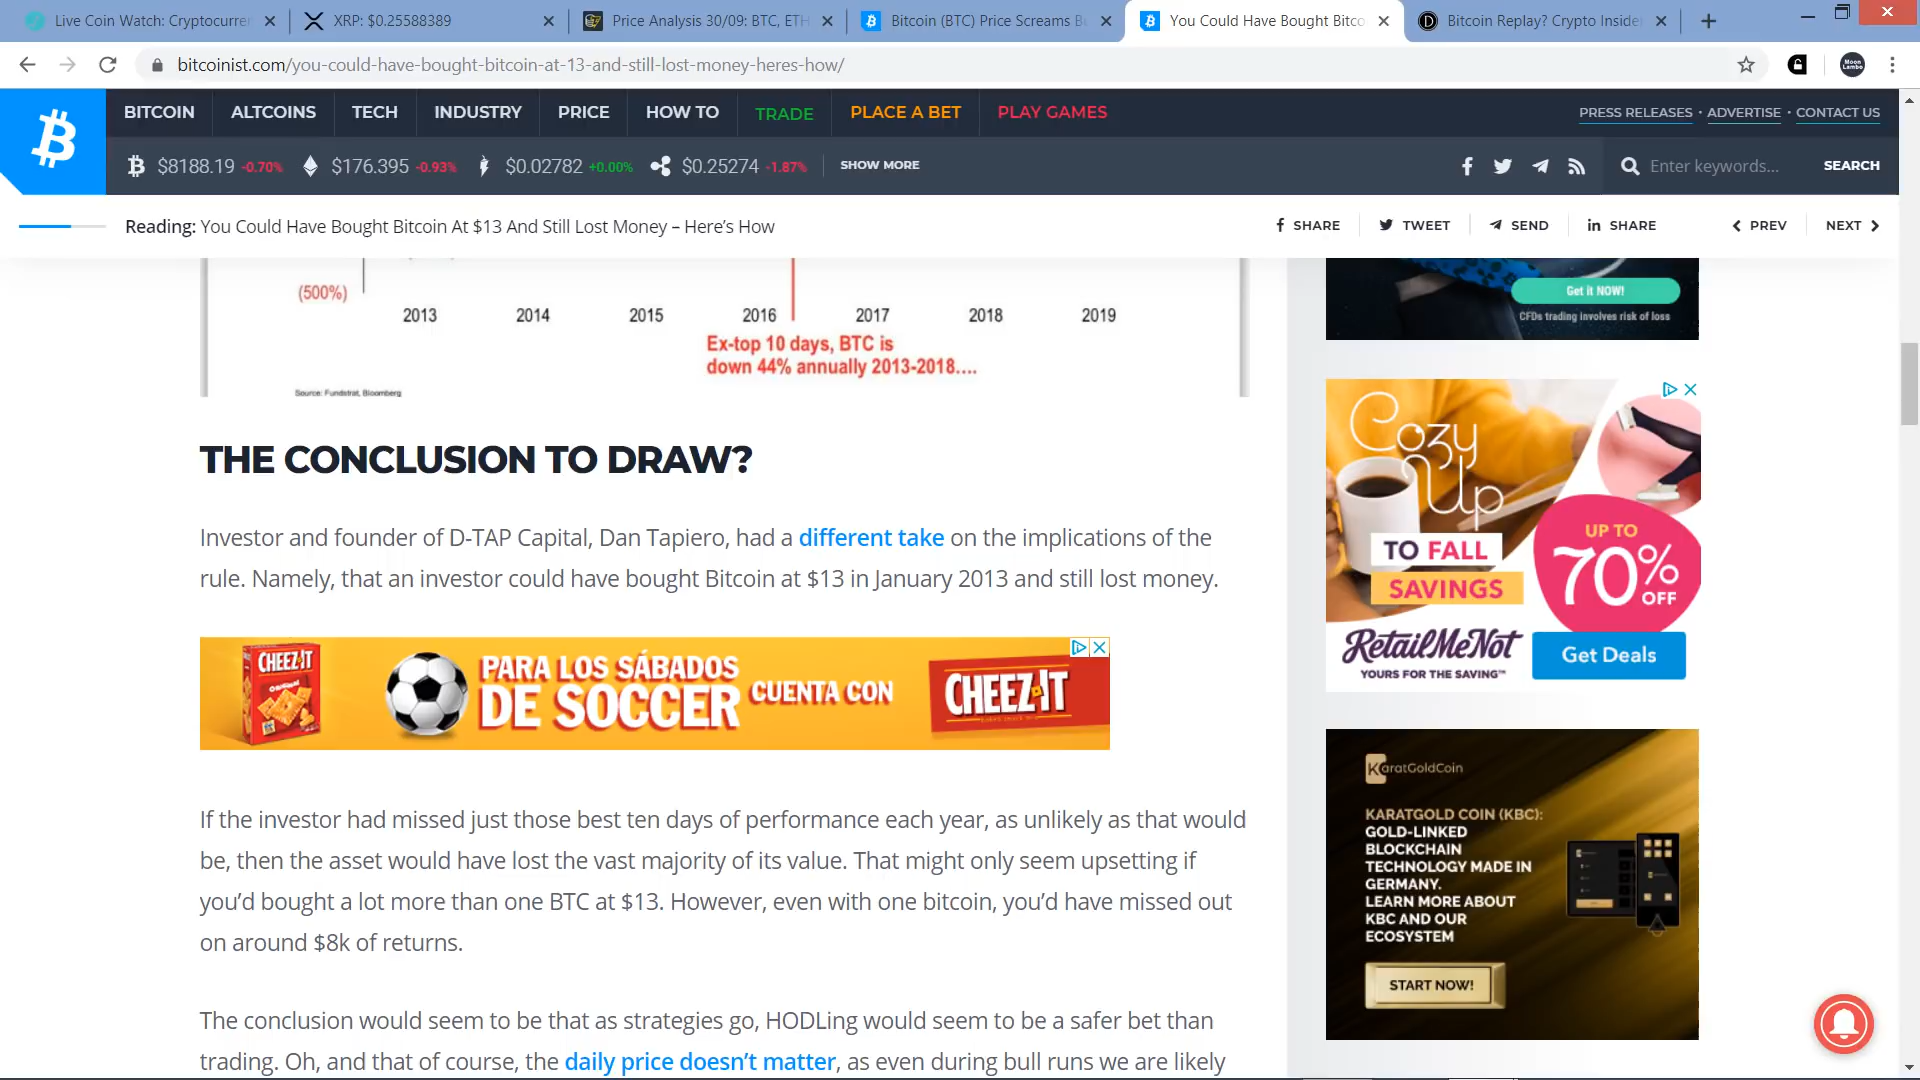 Live Coin Watch: Cryptocurren
XRP: $0.25588389
Price Analysis 30/09: BTC, ETH
Bitcoin (BTC) Price Screams Bu
You Could Have Bought Bitco
Bitcoin Replay? Crypto Insider
bitcoinist.com/you-could-have-bought-bitcoin-at-13-and-still-lost-money-heres-how/
Moon Lambo
BITCOIN ALTCOINS TECH INDUSTRY PRICE HOW TO TRADE PLACE A BET PLAY GAMES
PRESS RELEASES • ADVERTISE • CONTACT US
$8188.19 -0.70% $176.395 -0.93% $0.02782 +0.00% $0.25274 -1.87% SHOW MORE
Enter keywords... SEARCH
Reading: You Could Have Bought Bitcoin At $13 And Still Lost Money – Here's How
SHARE TWEET SEND SHARE PREV NEXT
(500%)
2013 2014 2015 2016 2017 2018 2019
Ex-top 10 days, BTC is
down 44% annually 2013-2018....
Source: Fundstrat, Bloomberg
THE CONCLUSION TO DRAW?
Investor and founder of D-TAP Capital, Dan Tapiero, had a different take on the implications of the
rule. Namely, that an investor could have bought Bitcoin at $13 in January 2013 and still lost money.
CHEEZ-IT
PARA LOS SÁBADOS
DE SOCCER
CUENTA CON
CHEEZ-IT
If the investor had missed just those best ten days of performance each year, as unlikely as that would
be, then the asset would have lost the vast majority of its value. That might only seem upsetting if
you'd bought a lot more than one BTC at $13. However, even with one bitcoin, you'd have missed out
on around $8k of returns.
The conclusion would seem to be that as strategies go, HODLing would seem to be a safer bet than
trading. Oh, and that of course, the daily price doesn't matter, as even during bull runs we are likely
Get it NOW!
CFDs trading involves risk of loss
Cozy
Up
TO FALL
SAVINGS
UP TO
70%
OFF
RetailMeNot
YOURS FOR THE SAVING™
Get Deals
KaratGoldCoin
KARATGOLD COIN (KBC):
GOLD-LINKED
BLOCKCHAIN
TECHNOLOGY MADE IN
GERMANY.
LEARN MORE ABOUT
KBC AND OUR
ECOSYSTEM
START NOW!